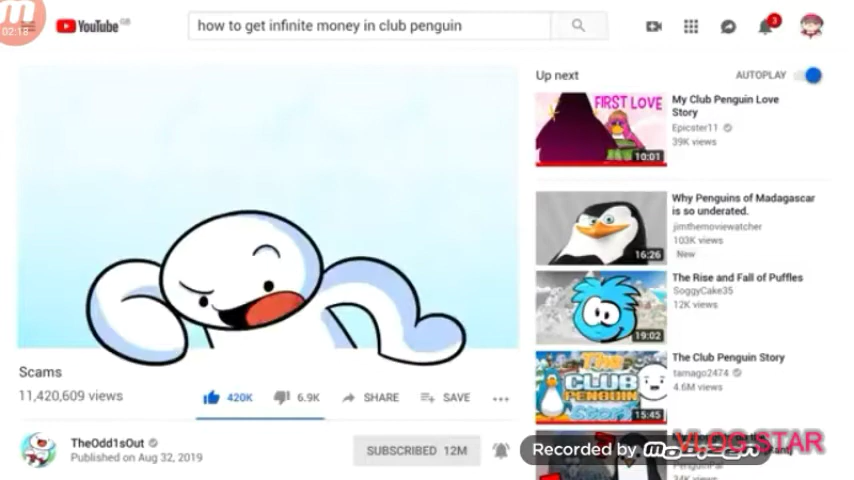 02:18
YouTube GB
how to get infinite money in club penguin
3
Up next
AUTOPLAY
FIRST LOVE
10:01
My Club Penguin Love
Story
Epicster11
39K views
16:26
Why Penguins of Madagascar
is so underated.
jimthemoviewatcher
103K views
New
19:02
The Rise and Fall of Puffles
SoggyCake35
12K views
The
CLUB
PENGUIN
STORY
15:45
The Club Penguin Story
tamago2474
4.6M views
Scams
11,420,609 views
420K
6.9K
SHARE
SAVE
TheOdd1sOut
Published on Aug 32, 2019
SUBSCRIBED 12M
Recorded by
VLOG STAR
34K views